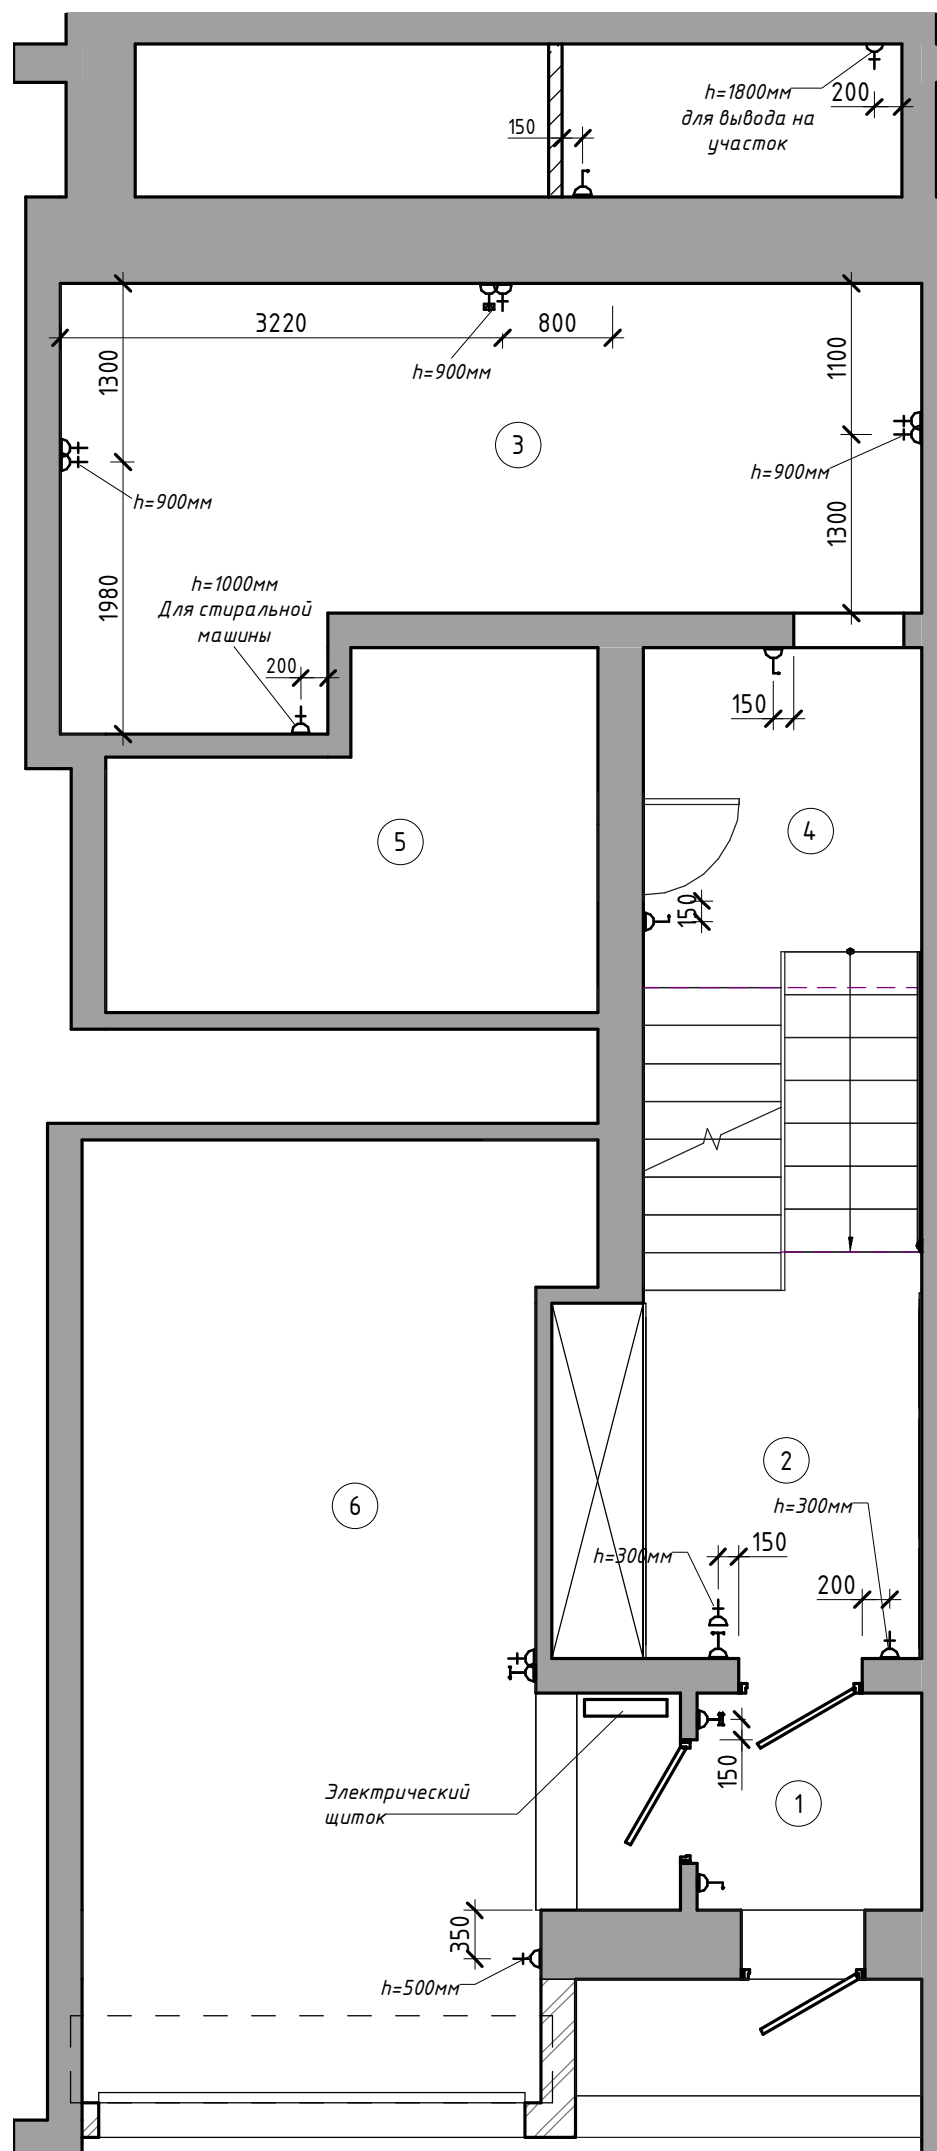 h=1800мм
для вывода на
участок
200
150
3220
800
h=900мм
1300
1100
3
h=900мм
h=900мм
1980
1300
h=1000мм
Для стиральной
машины
200
150
5
4
150
6
2
h=300мм
h=300мм
150
200
Электрический
щиток
150
1
350
h=500мм